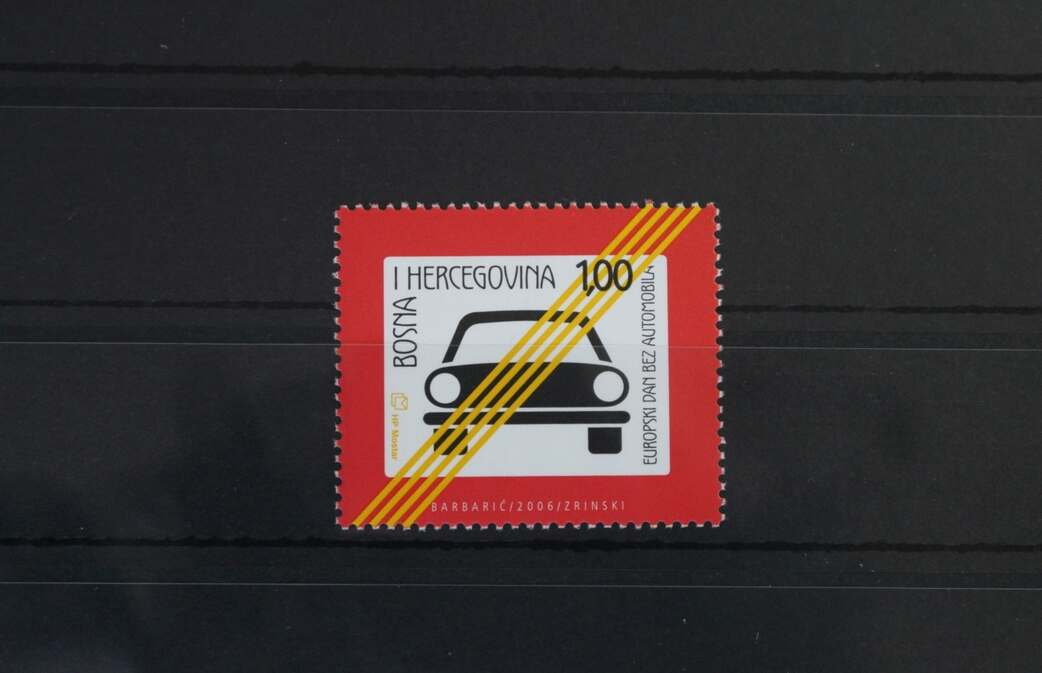 BOSNA
I HERCEGOVINA
1,00
EUROPSKI DAN BEZ AUTOMOBILA
HP Mostar
BARBARIĆ/2006/ZRINSKI